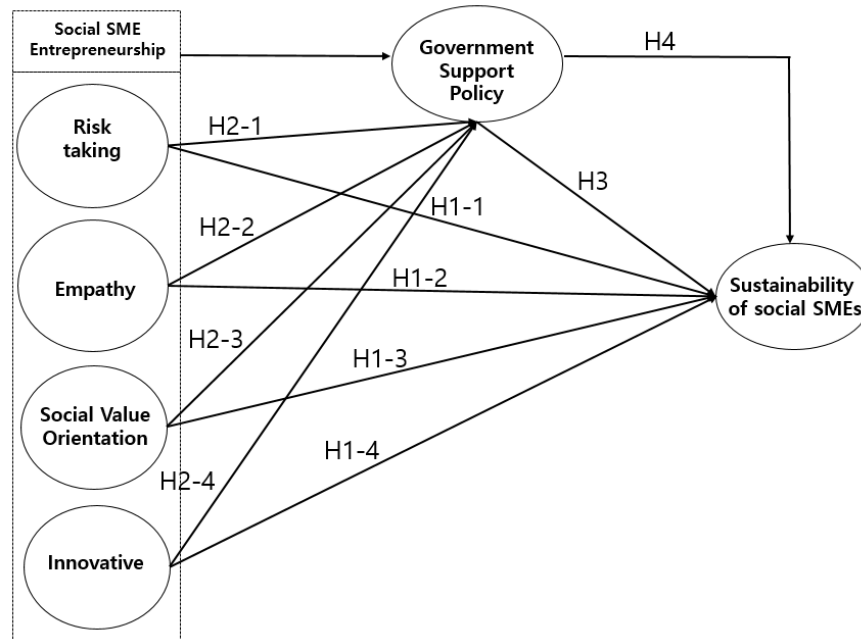 Social SME
Entrepreneurship
Government
Support
Policy
H4
Risk
taking
H2-1
H3
H1-1
H2-2
Empathy
H1-2
Sustainability
of social SMEs
H2-3
H1-3
Social Value
Orientation
H1-4
H2-4
Innovative